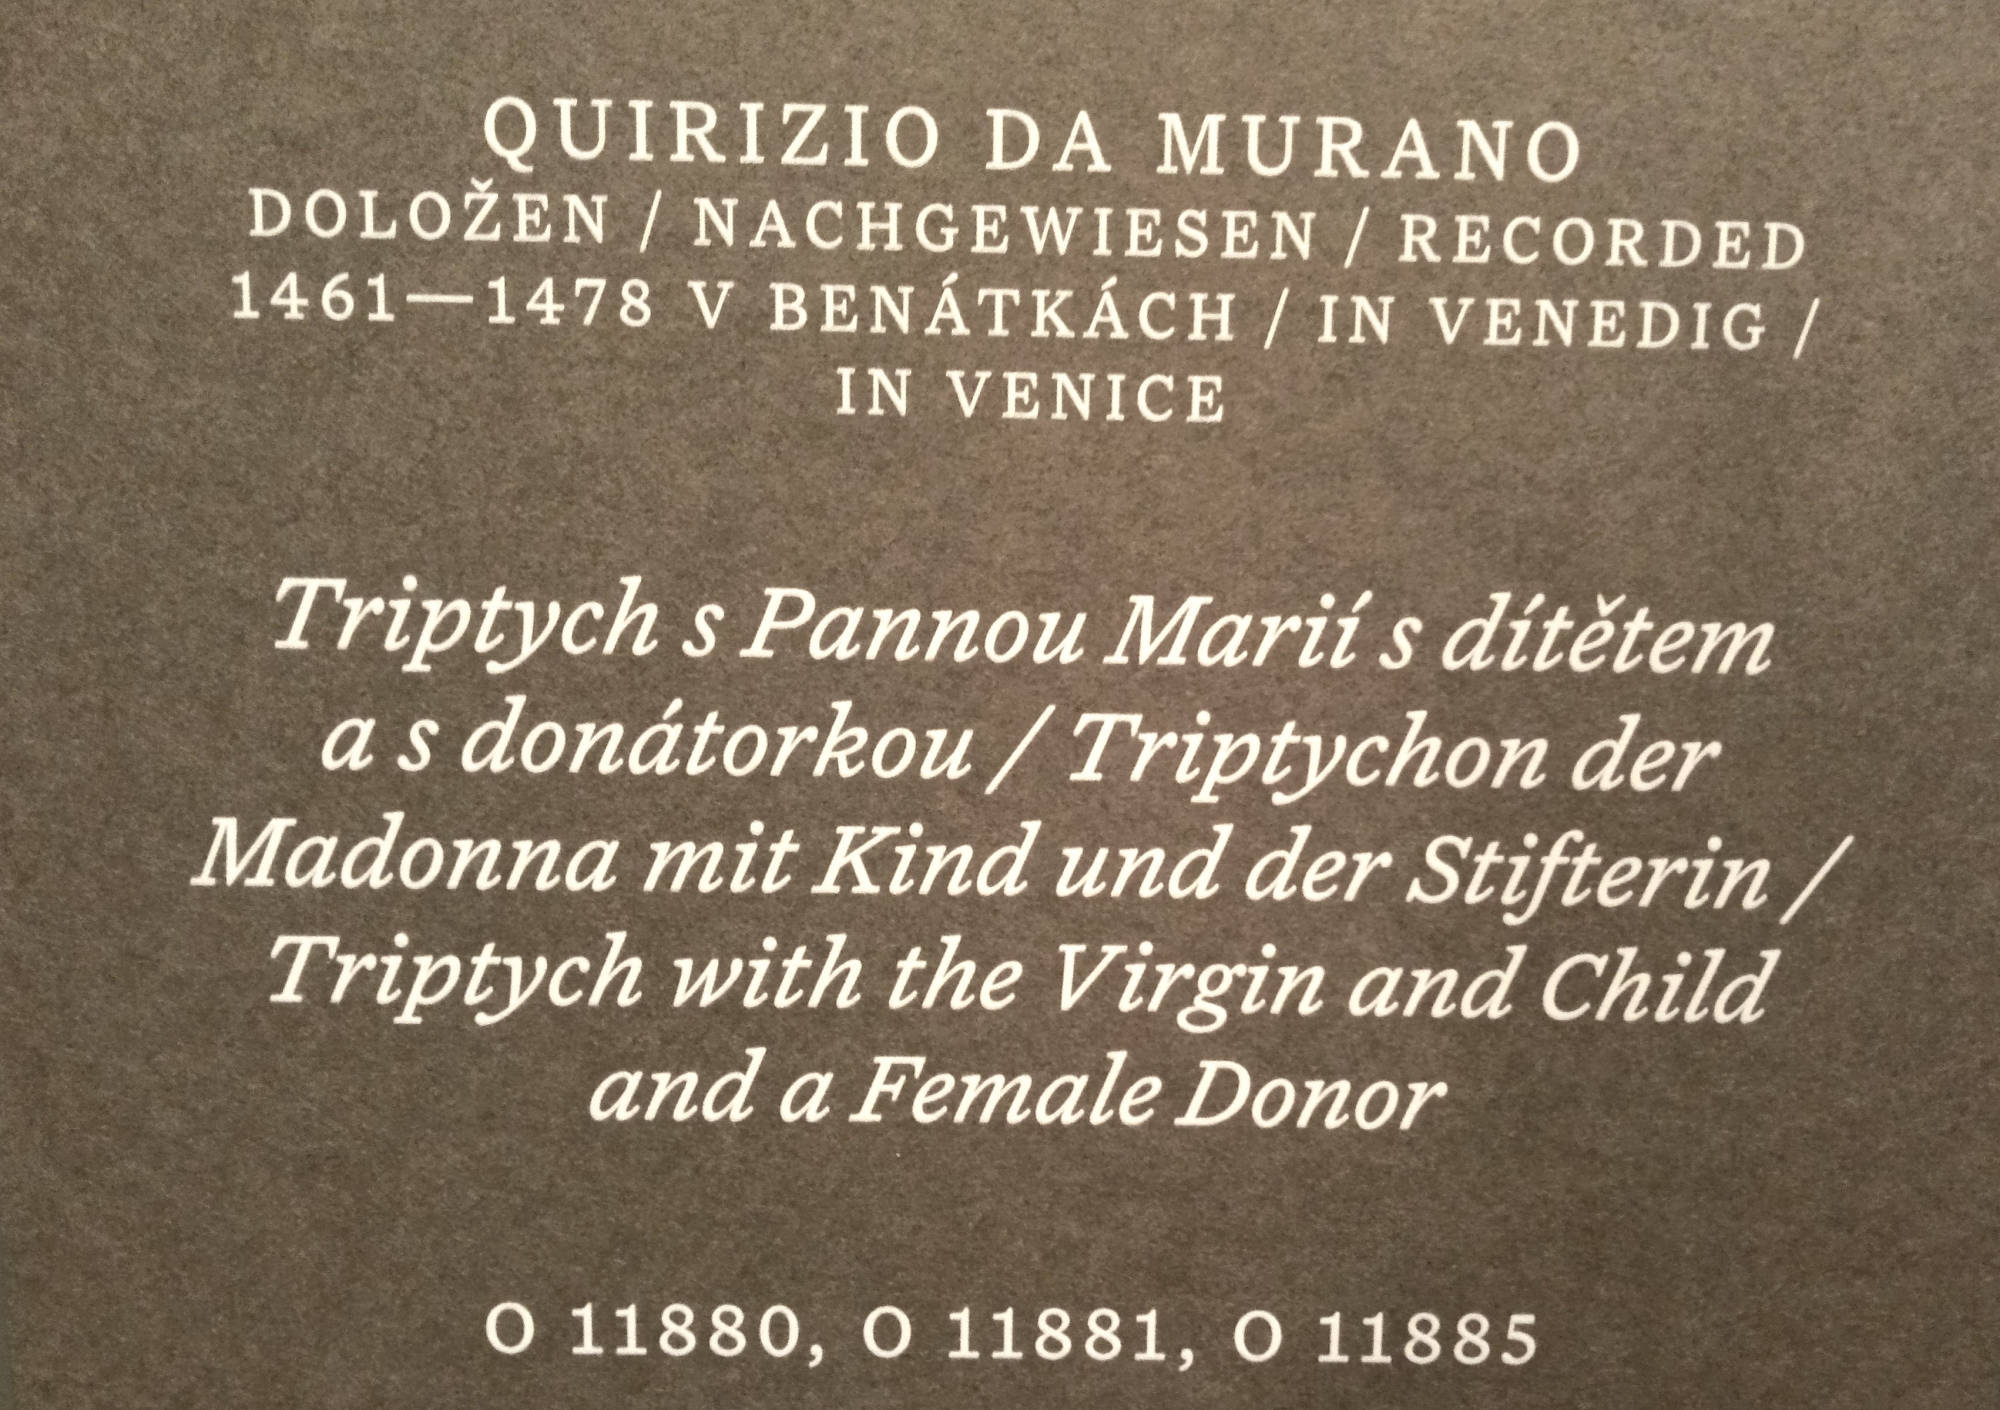 QUIRIZIO DA MURANO
DOLOŽEN / NACHGEWIESEN / RECORDED
1461—1478 V BENÁTKÁCH / IN VENEDIG /
IN VENICE
Triptych s Pannou Marií s dítětem
a s donátorkou / Triptychon der
Madonna mit Kind und der Stifterin /
Triptych with the Virgin and Child
and a Female Donor
O 11880, O 11881, O 11885